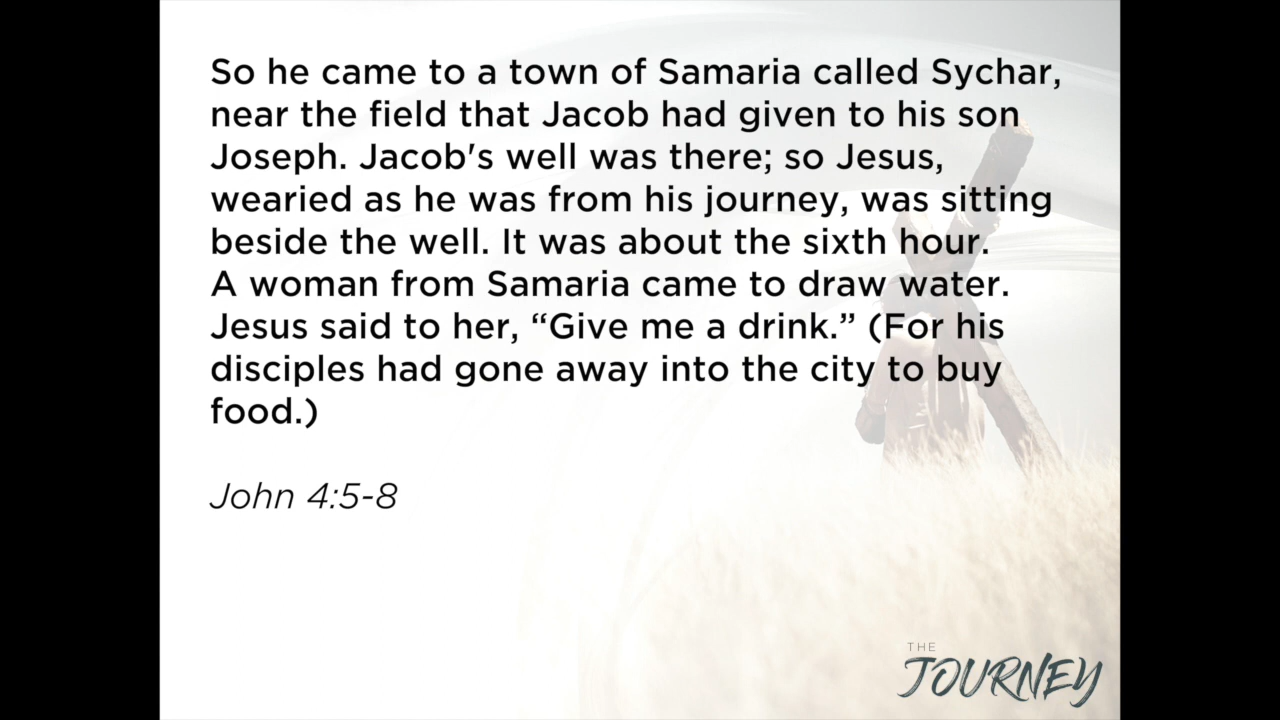 So he came to a town of Samaria called Sychar,
near the field that Jacob had given to his son
Joseph. Jacob's well was there; so Jesus,
wearied as he was from his journey, was sitting
beside the well. It was about the sixth hour.
A woman from Samaria came to draw water.
Jesus said to her, “Give me a drink.” (For his
disciples had gone away into the city to buy
food.)
John 4:5-8
THE
JOURNEY